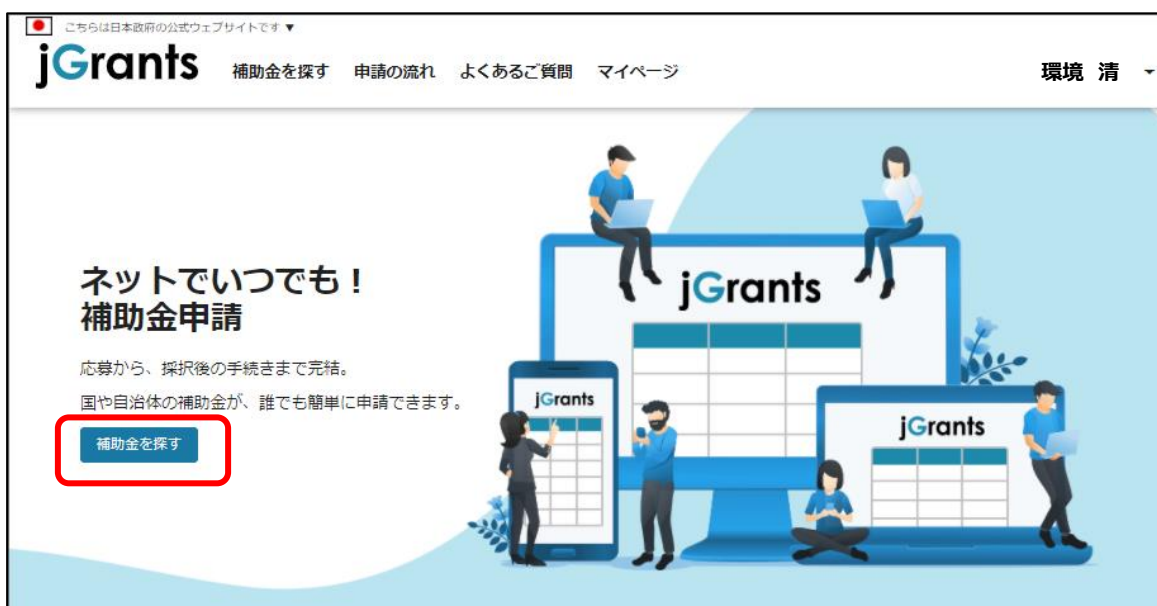 こちらは日本政府の公式ウェブサイトです ▼
jGrants 補助金を探す 申請の流れ よくあるご質問 マイページ 環境 清
ネットでいつでも！
補助金申請
応募から、採択後の手続きまで完結。
国や自治体の補助金が、誰でも簡単に申請できます。
補助金を探す
jGrants
jGrants
jGrants